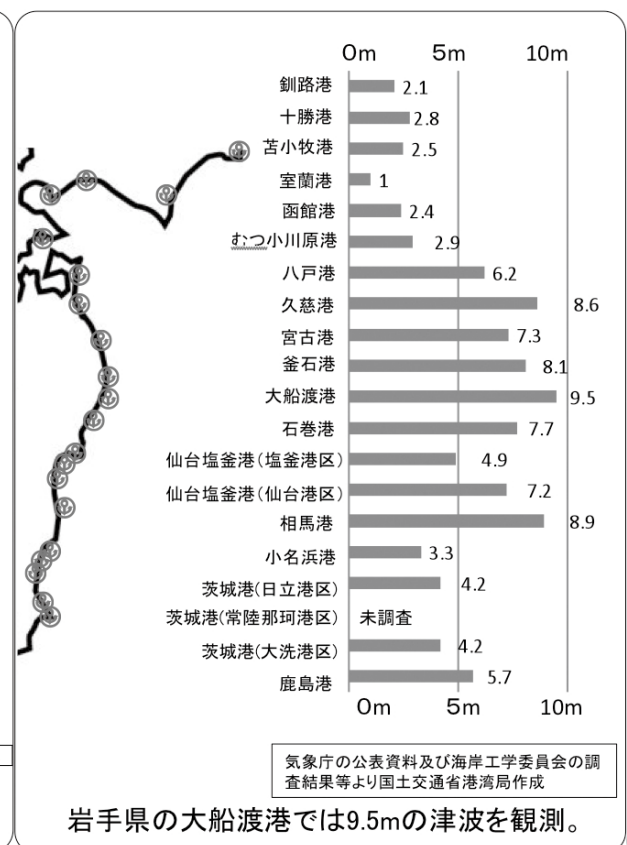 0m 5m 10m
釧路港 2.1
十勝港 2.8
苫小牧港 2.5
室蘭港 1
函館港 2.4
むつ小川原港 2.9
八戸港 6.2
久慈港 8.6
宮古港 7.3
釜石港 8.1
大船渡港 9.5
石巻港 7.7
仙台塩釜港(塩釜港区) 4.9
仙台塩釜港(仙台港区) 7.2
相馬港 8.9
小名浜港 3.3
茨城港(日立港区) 4.2
茨城港(常陸那珂港区) 未調査
茨城港(大洗港区) 4.2
鹿島港 5.7
0m 5m 10m
気象庁の公表資料及び海岸工学委員会の調
査結果等より国土交通省港湾局作成
岩手県の大船渡港では9.5mの津波を観測。